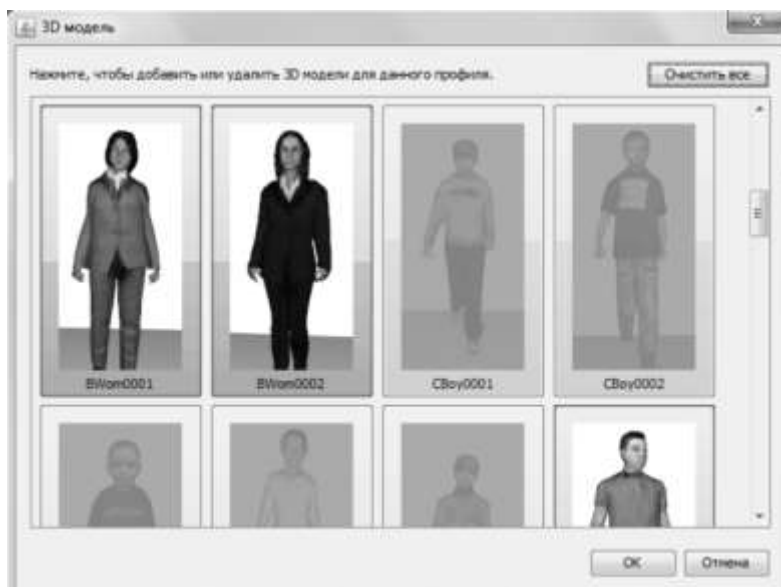 3D модель
Нажмите, чтобы добавить или удалить 3D модели для данного профиля.
Очистить все
BWom0001
BWom0002
CBoy0001
CBoy0002
OK
Отмена